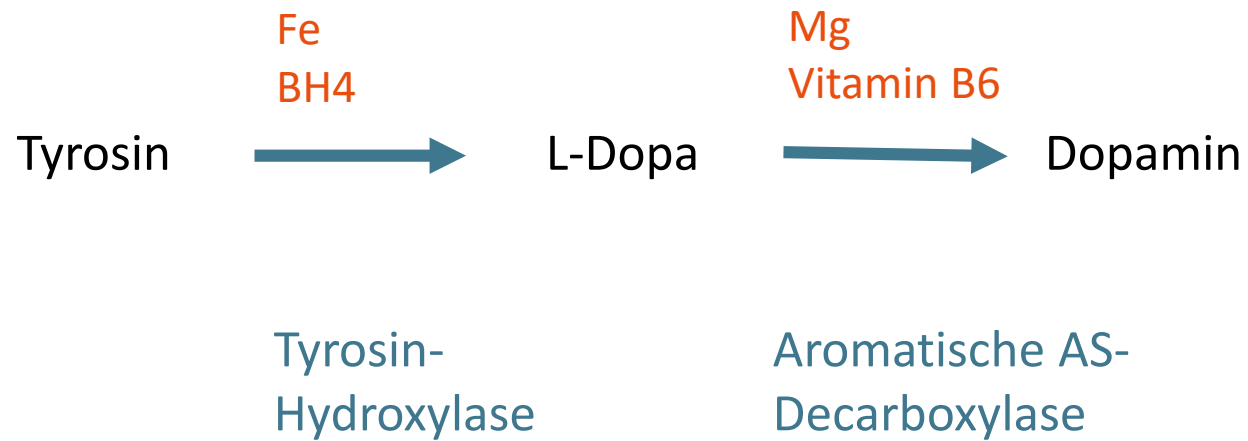 Fe
BH4
Mg
Vitamin B6
Tyrosin
L-Dopa
Dopamin
Tyrosin-
Hydroxylase
Aromatische AS-
Decarboxylase